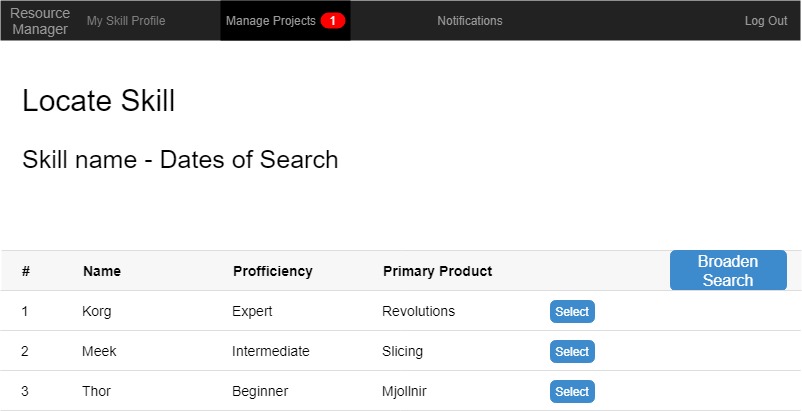 Resource
Manager
My Skill Profile
Manage Projects 1
Notifications
Log Out
Locate Skill
Skill name - Dates of Search
# Name Profficiency Primary Product
Broaden
Search
1 Korg Expert Revolutions Select
2 Meek Intermediate Slicing Select
3 Thor Beginner Mjollnir Select